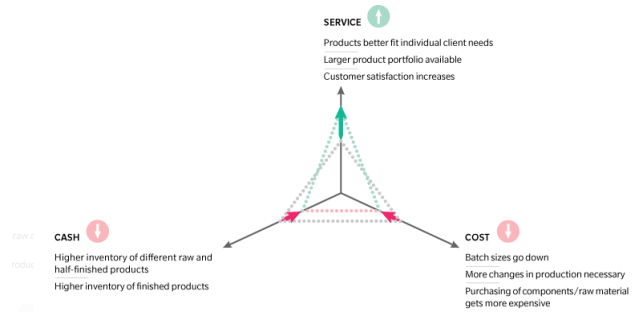 SERVICE
Products better fit individual client needs
Larger product portfolio available
Customer satisfaction increases
CASH
Higher inventory of different raw and
half-finished products
Higher inventory of finished products
COST
Batch sizes go down
More changes in production necessary
Purchasing of components/raw material
gets more expensive